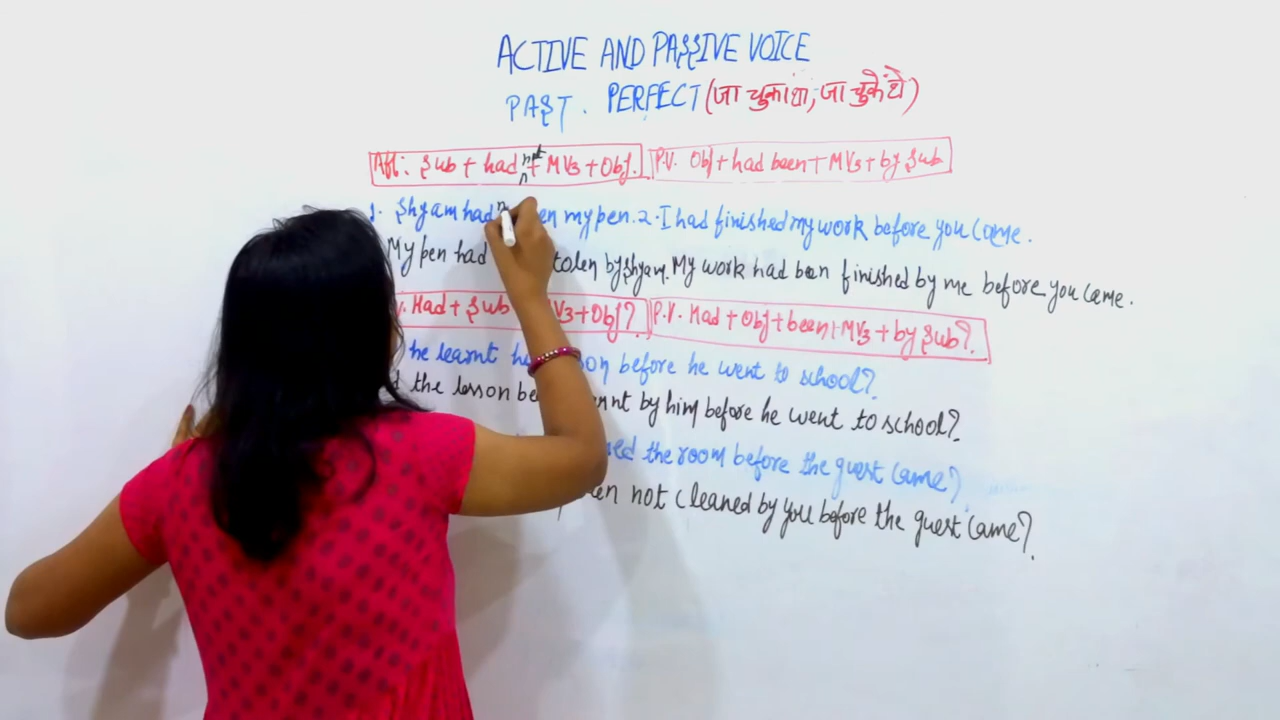 ACTIVE AND PASSIVE VOICE
PAST. PERFECT (जा चुका था, जा चुके थे)
Aff: Sub + had not + MV3 + Obj. P.V. Obj + had been + MV3 + by Sub
1. Shyam had my pen. 2. I had finished my work before you came.
My pen had by Shyam. My work had been finished by me before you came.
Had + Sub MV3 + Obj? P.V. Had + Obj + been + MV3 + by Sub?
he learnt before he went to school?
the lesson by him before he went to school?
the room before the guest came?
not cleaned by you before the guest came?